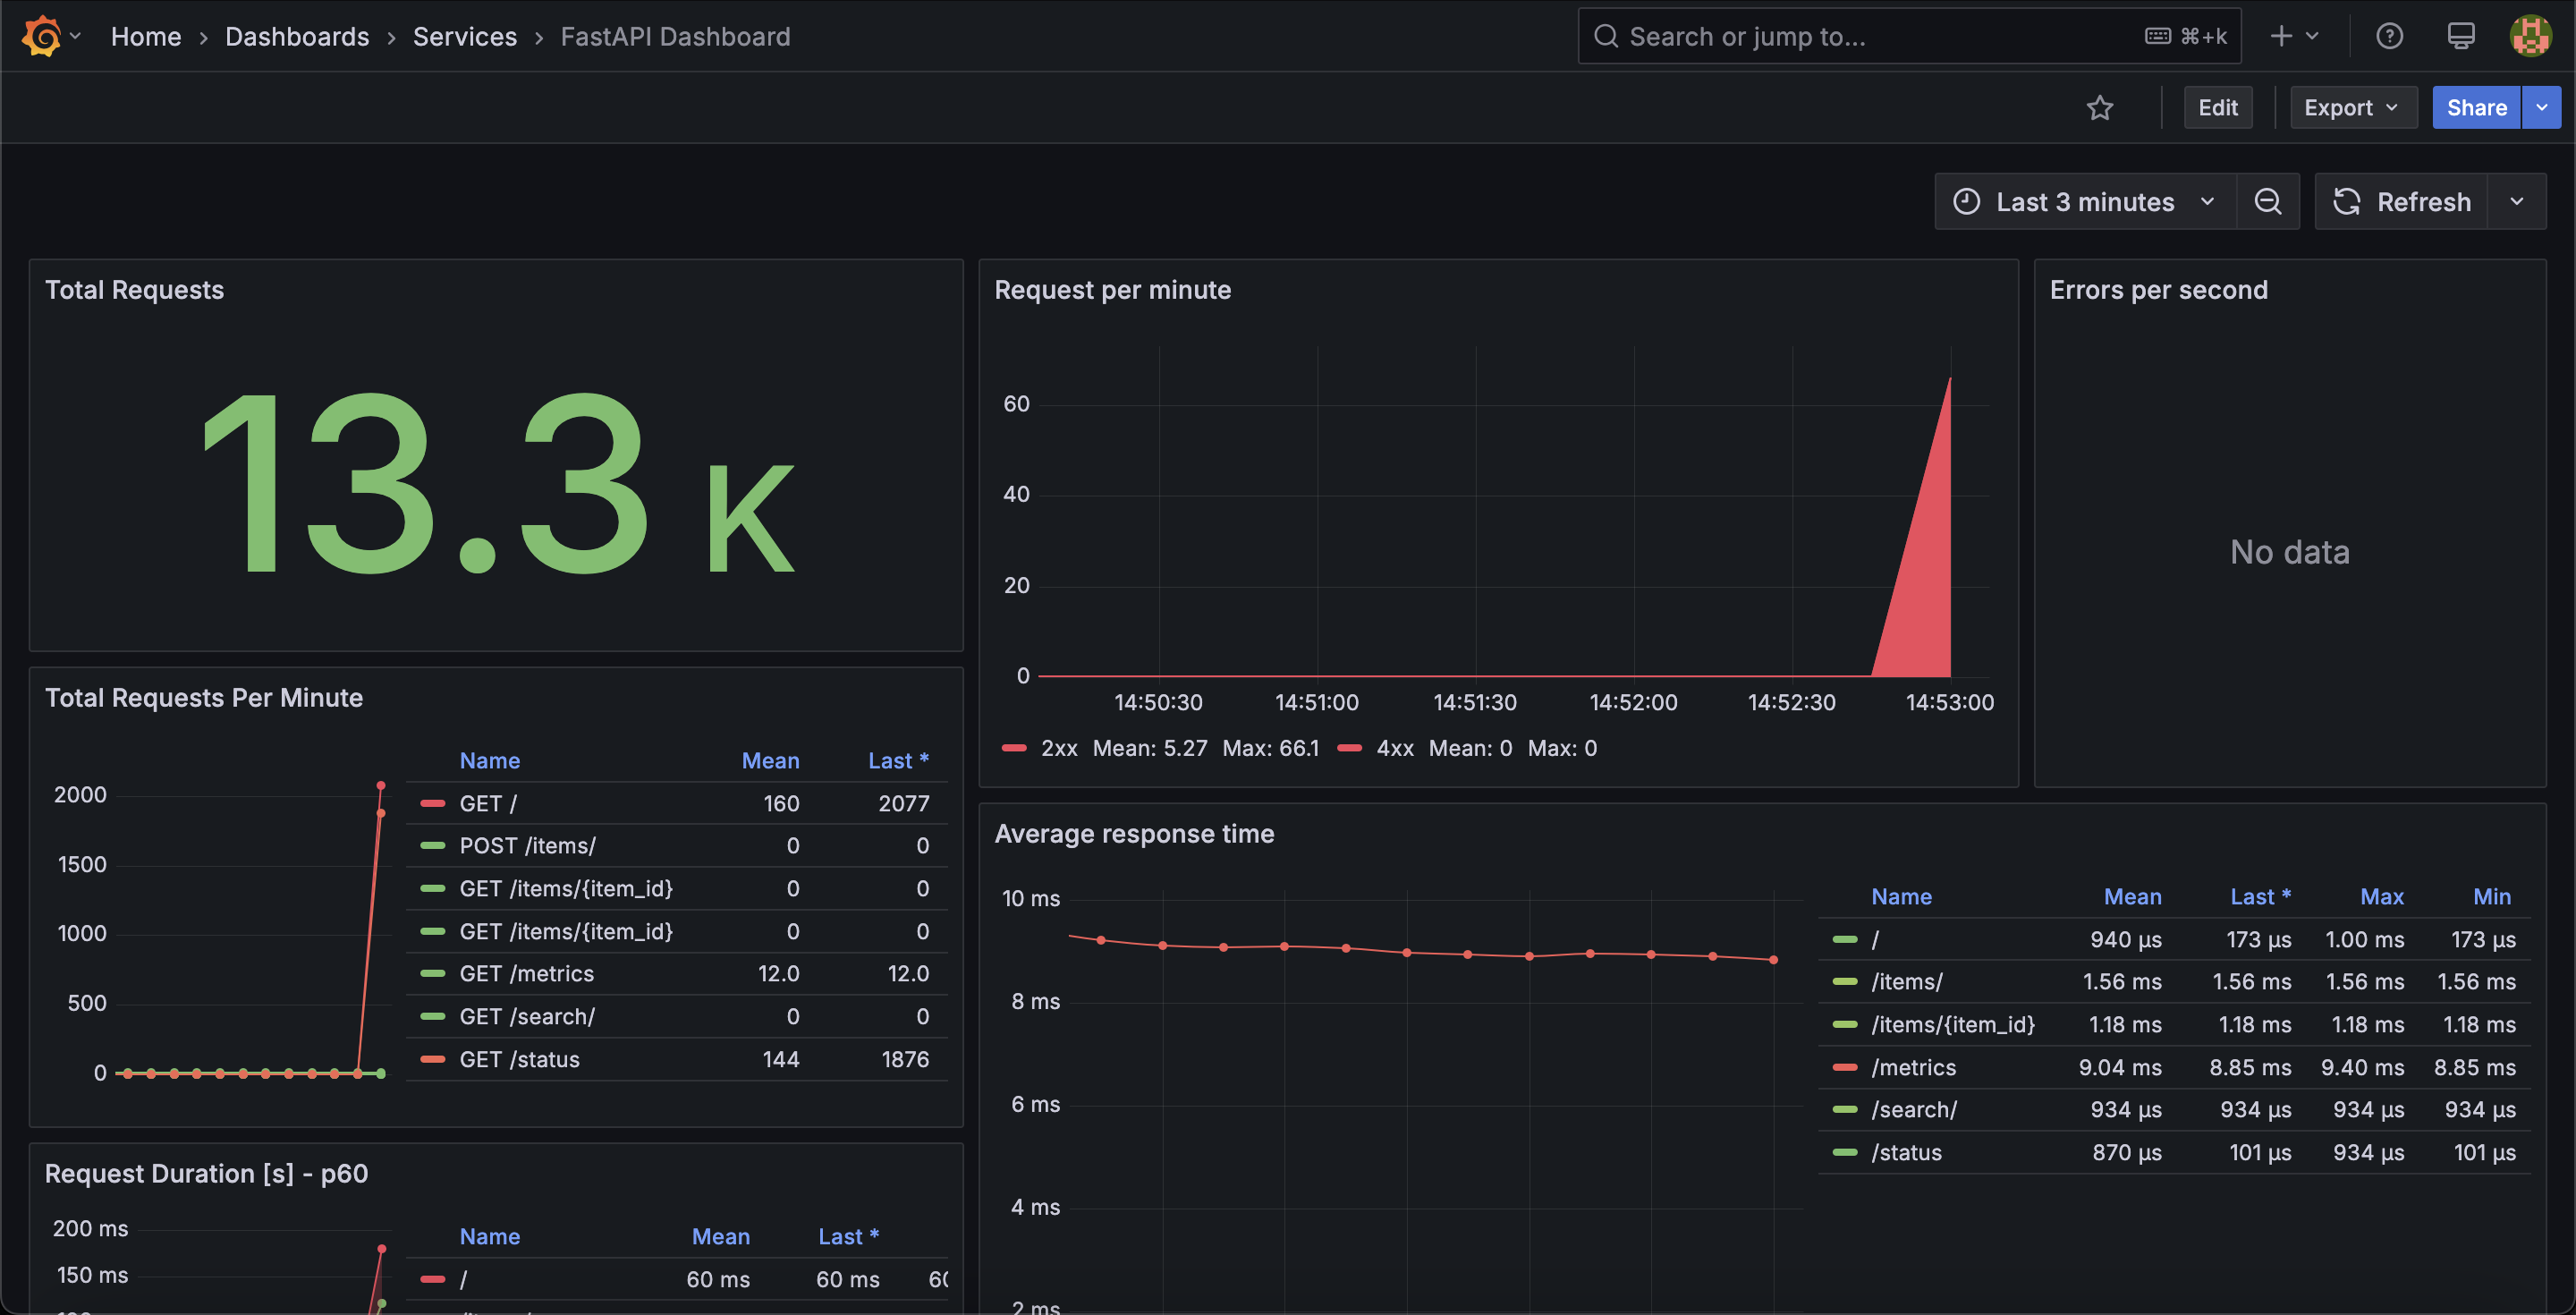 Home › Dashboards › Services › FastAPI Dashboard
Search or jump to...
⌘+k
Edit
Export
Share
Last 3 minutes
Refresh
Total Requests
13.3 K
Request per minute
60
40
20
0
14:50:30 14:51:00 14:51:30 14:52:00 14:52:30 14:53:00
2xx Mean: 5.27 Max: 66.1 4xx Mean: 0 Max: 0
Errors per second
No data
Total Requests Per Minute
2000
1500
1000
500
0
Name Mean Last *
GET / 160 2077
POST /items/ 0 0
GET /items/{item_id} 0 0
GET /items/{item_id} 0 0
GET /metrics 12.0 12.0
GET /search/ 0 0
GET /status 144 1876
Average response time
10 ms
8 ms
6 ms
4 ms
2 ms
Name Mean Last * Max Min
/ 940 µs 173 µs 1.00 ms 173 µs
/items/ 1.56 ms 1.56 ms 1.56 ms 1.56 ms
/items/{item_id} 1.18 ms 1.18 ms 1.18 ms 1.18 ms
/metrics 9.04 ms 8.85 ms 9.40 ms 8.85 ms
/search/ 934 µs 934 µs 934 µs 934 µs
/status 870 µs 101 µs 934 µs 101 µs
Request Duration [s] - p60
200 ms
150 ms
Name Mean Last *
/ 60 ms 60 ms